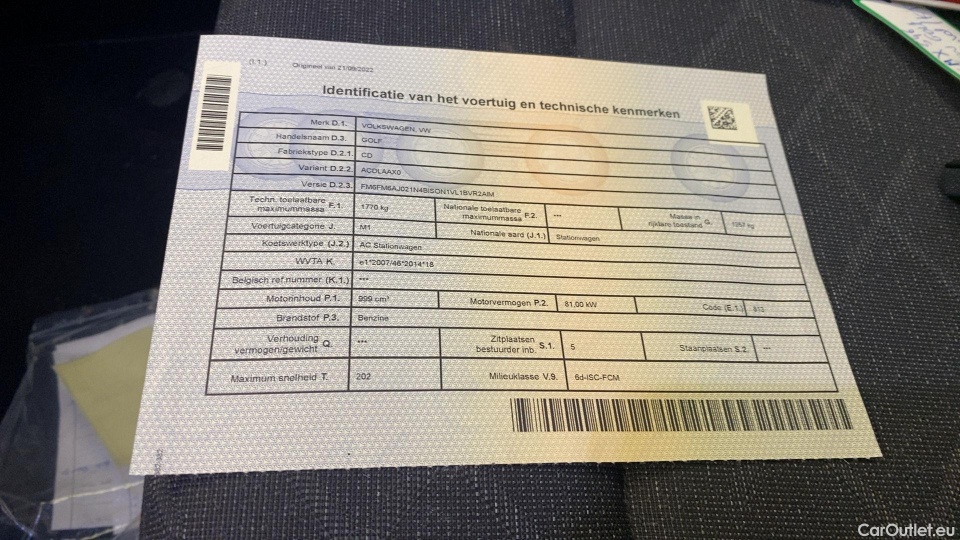 (I.1.) Origineel van 21/06/2022
Identificatie van het voertuig en technische kenmerken
Merk D.1. VOLKSWAGEN, VW
Handelsnaam D.3. GOLF
Fabriekstype D.2.1. CD
Variant D.2.2. ACDLAAX0
Versie D.2.3. FM6FM6AJ021N4BISON1VL1BVR2AIM
Techn. toelaatbare maximummassa F.1. 1770 kg Nationale toelaatbare maximummassa F.2. --- Massa in rijklare toestand G.
Voertuigcategorie J. M1 Nationale aard (J.1.) Stationwagen
Koetswerktype (J.2.) AC Stationwagen
WVTA K. e1*2007/46*2014*18
Belgisch ref nummer (K.1.) ---
Motorinhoud P.1. 999 cm³ Motorvermogen P.2. 81,00 kW Code (E.1.) 813
Brandstof P.3. Benzine
Verhouding vermogen/gewicht Q. --- Zitplaatsen bestuurder inb. S.1. 5 Staanplaatsen S.2. ---
Maximum snelheid T. 202 Milieuklasse V.9. 6d-ISC-FCM
CarOutlet.eu